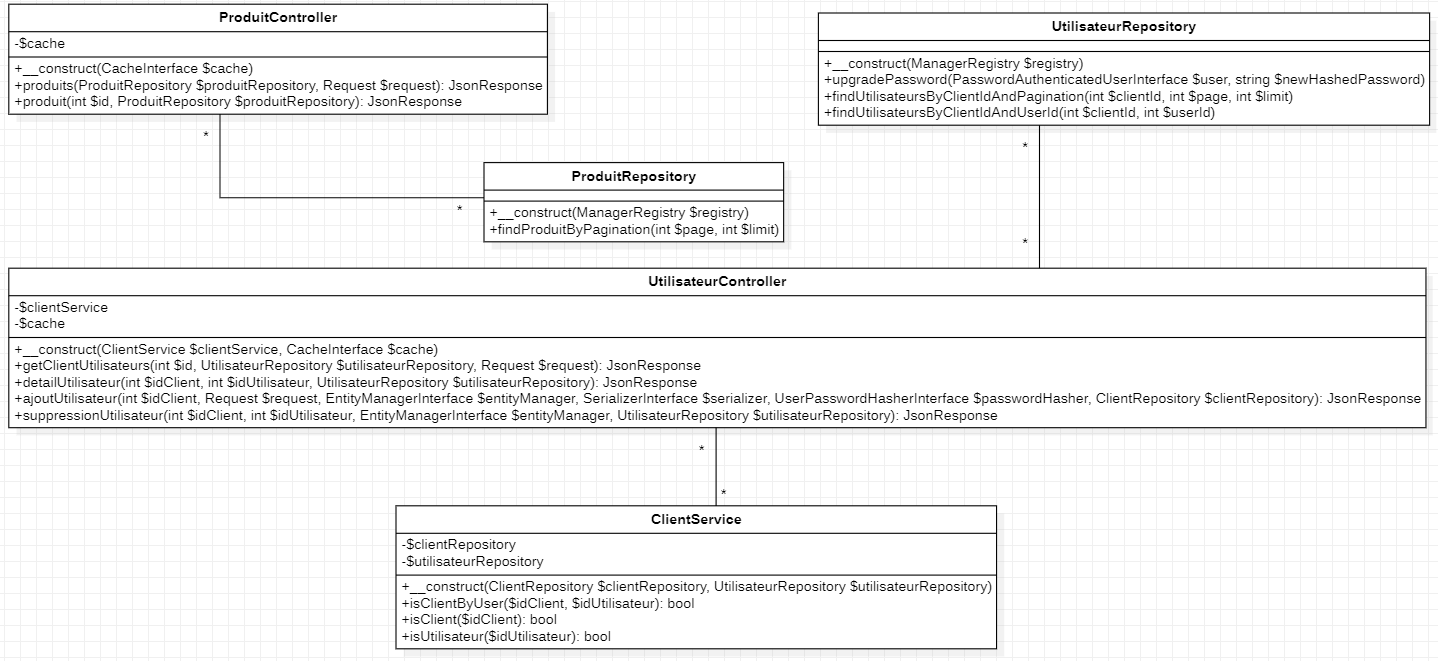 ProduitController
-$cache
+__construct(CacheInterface $cache)
+produits(ProduitRepository $produitRepository, Request $request): JsonResponse
+produit(int $id, ProduitRepository $produitRepository): JsonResponse
*
*
ProduitRepository
+__construct(ManagerRegistry $registry)
+findProduitByPagination(int $page, int $limit)
UtilisateurRepository
+__construct(ManagerRegistry $registry)
+upgradePassword(PasswordAuthenticatedUserInterface $user, string $newHashedPassword)
+findUtilisateursByClientIdAndPagination(int $clientId, int $page, int $limit)
+findUtilisateursByClientIdAndUserId(int $clientId, int $userId)
*
*
UtilisateurController
-$clientService
-$cache
+__construct(ClientService $clientService, CacheInterface $cache)
+getClientUtilisateurs(int $id, UtilisateurRepository $utilisateurRepository, Request $request): JsonResponse
+detailUtilisateur(int $idClient, int $idUtilisateur, UtilisateurRepository $utilisateurRepository): JsonResponse
+ajoutUtilisateur(int $idClient, Request $request, EntityManagerInterface $entityManager, SerializerInterface $serializer, UserPasswordHasherInterface $passwordHasher, ClientRepository $clientRepository): JsonResponse
+suppressionUtilisateur(int $idClient, int $idUtilisateur, EntityManagerInterface $entityManager, UtilisateurRepository $utilisateurRepository): JsonResponse
*
*
ClientService
-$clientRepository
-$utilisateurRepository
+__construct(ClientRepository $clientRepository, UtilisateurRepository $utilisateurRepository)
+isClientByUser($idClient, $idUtilisateur): bool
+isClient($idClient): bool
+isUtilisateur($idUtilisateur): bool